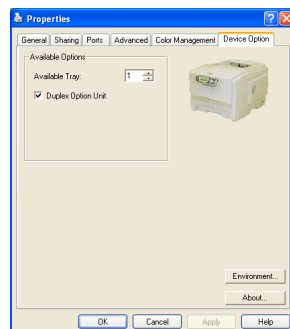 Properties
General Sharing Ports Advanced Color Management Device Option
Available Options
Available Tray: 1
Duplex Option Unit
Environment...
About...
OK Cancel Apply Help